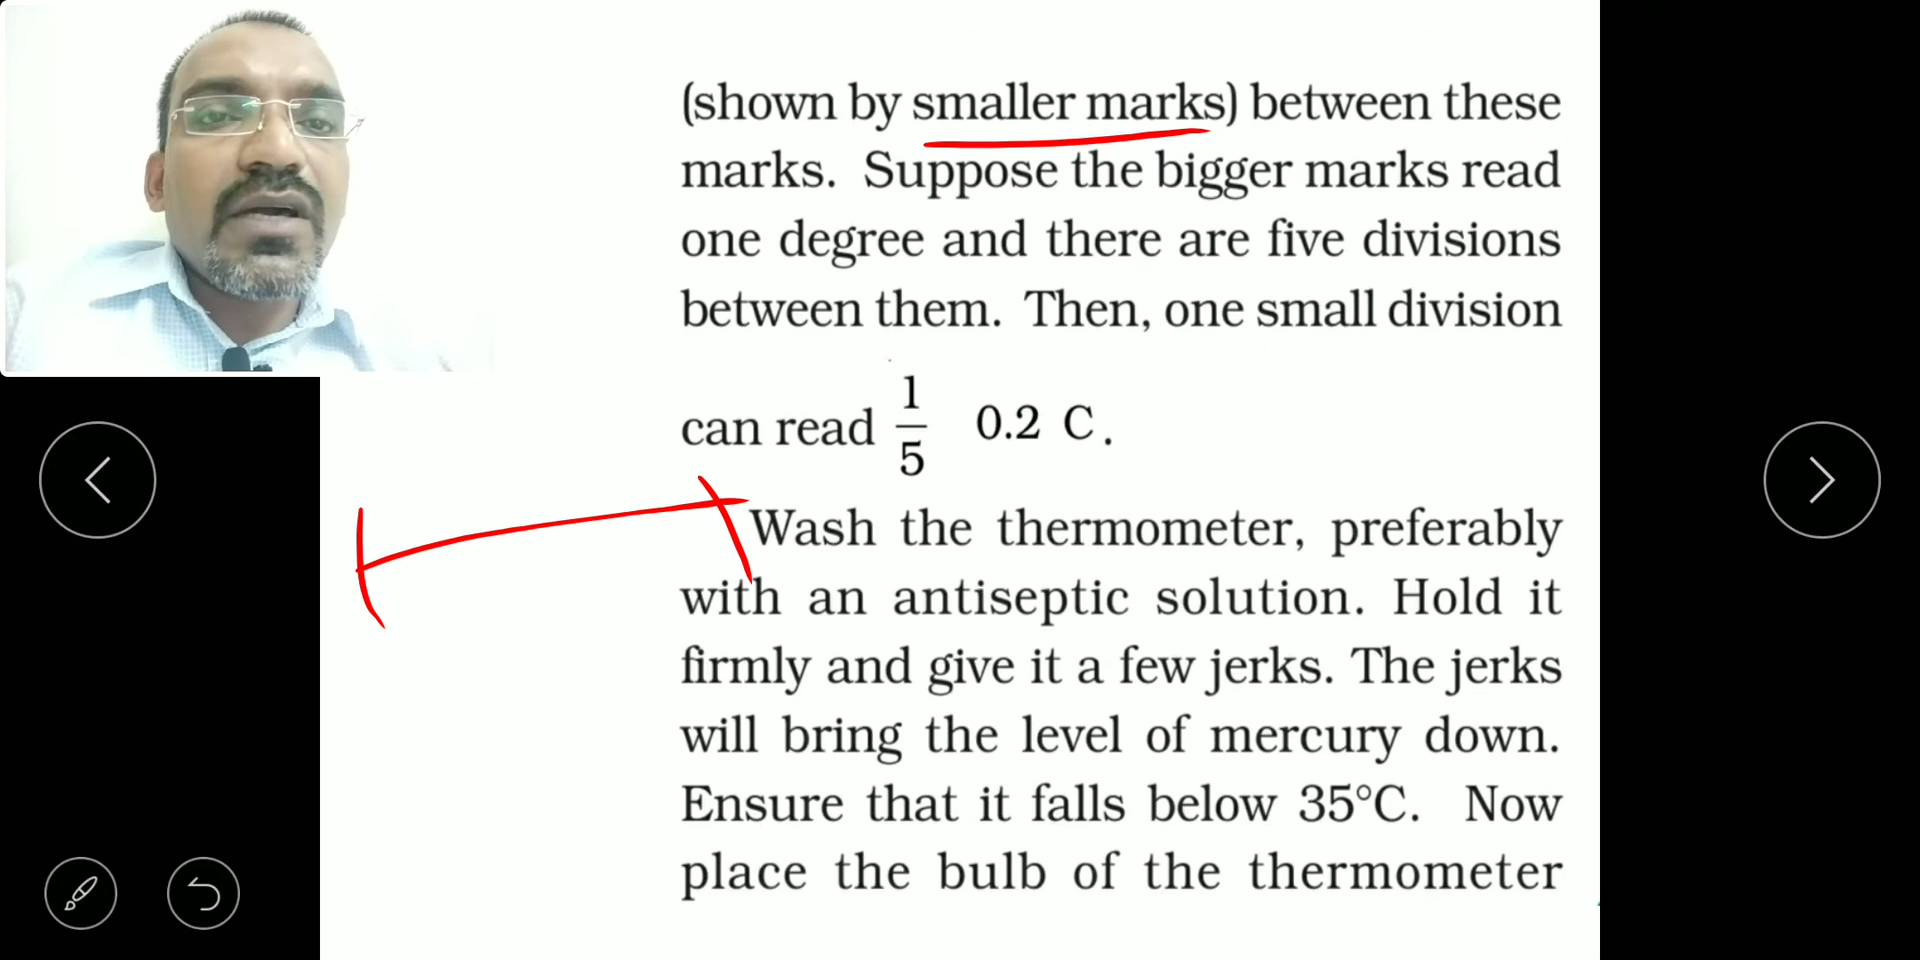 (shown by smaller marks) between these
marks. Suppose the bigger marks read
one degree and there are five divisions
between them. Then, one small division
can read 1/5 0.2 C.
Wash the thermometer, preferably
with an antiseptic solution. Hold it
firmly and give it a few jerks. The jerks
will bring the level of mercury down.
Ensure that it falls below 35°C. Now
place the bulb of the thermometer